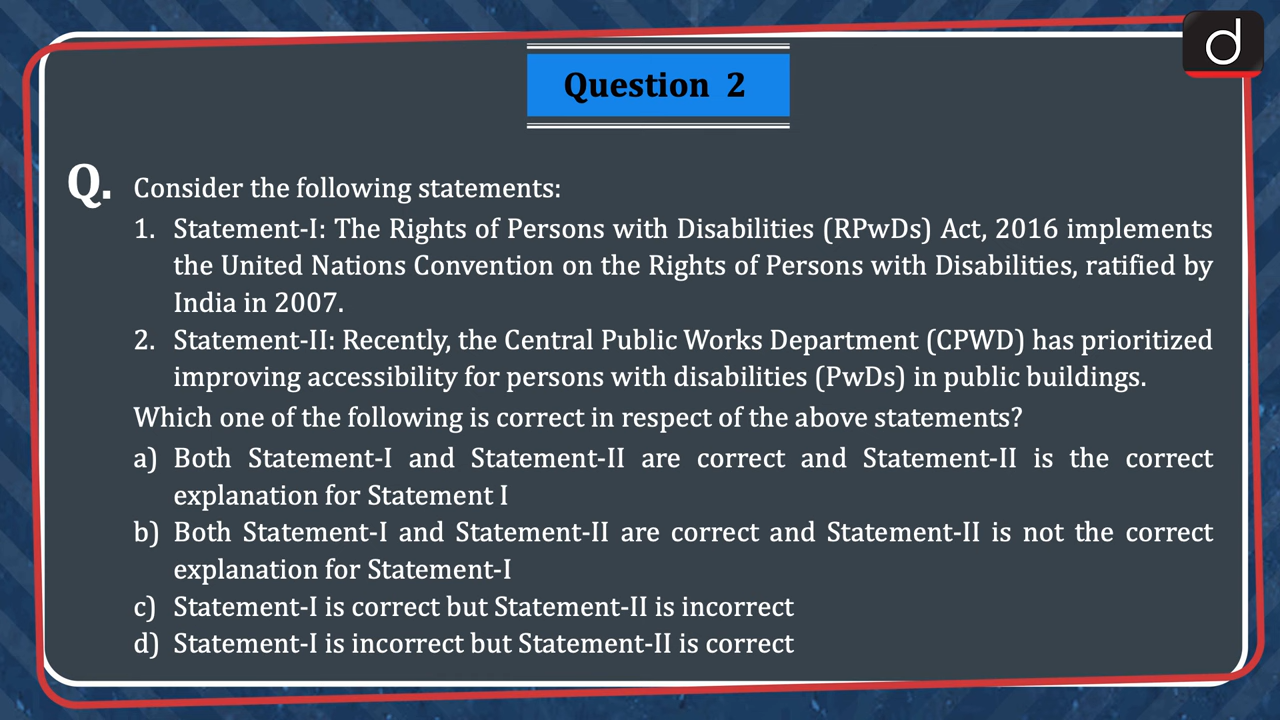 d
Question 2
Q. Consider the following statements:
1. Statement-I: The Rights of Persons with Disabilities (RPwDs) Act, 2016 implements
the United Nations Convention on the Rights of Persons with Disabilities, ratified by
India in 2007.
2. Statement-II: Recently, the Central Public Works Department (CPWD) has prioritized
improving accessibility for persons with disabilities (PwDs) in public buildings.
Which one of the following is correct in respect of the above statements?
a) Both Statement-I and Statement-II are correct and Statement-II is the correct
explanation for Statement I
b) Both Statement-I and Statement-II are correct and Statement-II is not the correct
explanation for Statement-I
c) Statement-I is correct but Statement-II is incorrect
d) Statement-I is incorrect but Statement-II is correct